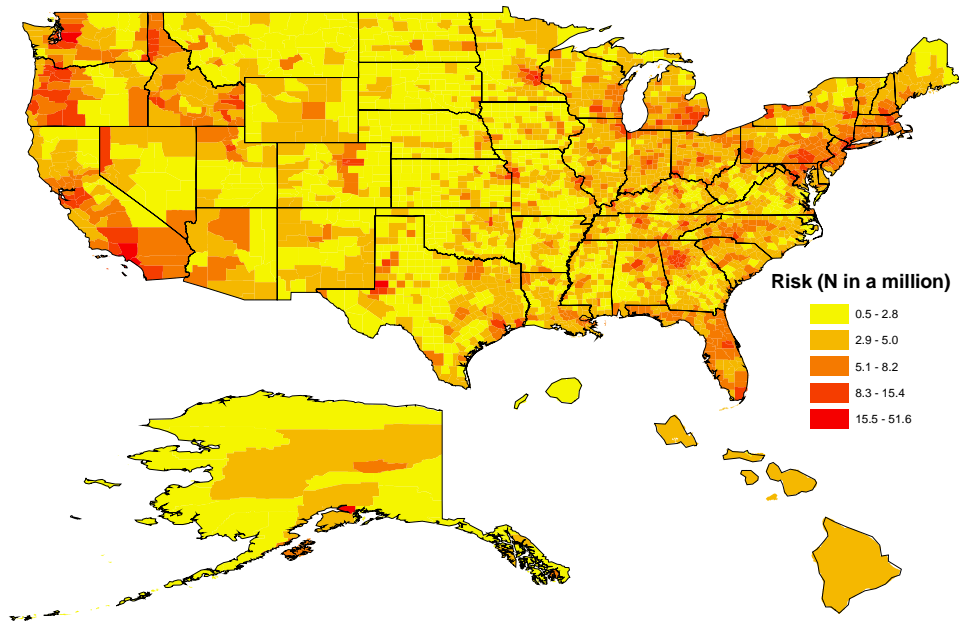 Risk (N in a million)
0.5 - 2.8
2.9 - 5.0
5.1 - 8.2
8.3 - 15.4
15.5 - 51.6